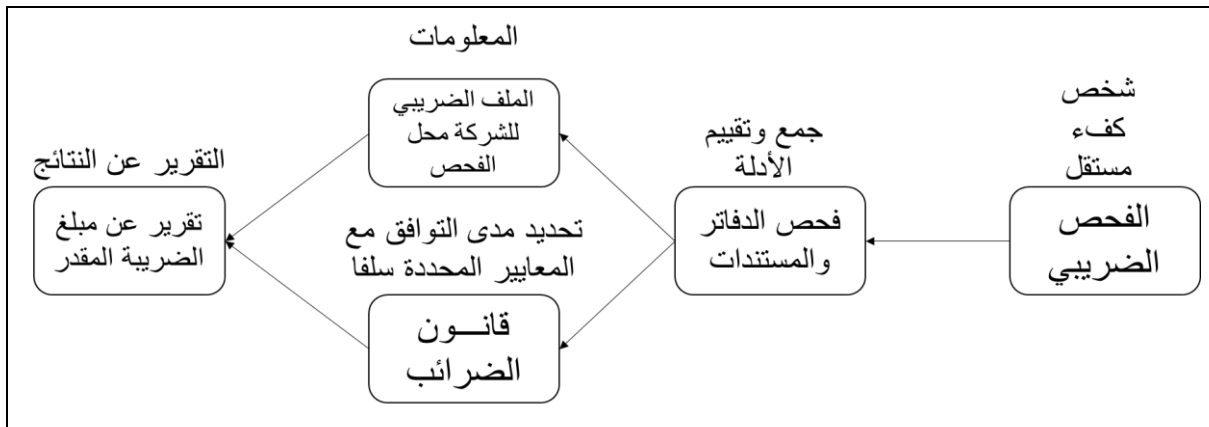 شخص
كفء
مستقل
الفحص
الضريبي
جمع وتقييم
الأدلة
فحص الدفاتر
والمستندات
المعلومات
الملف الضريبي
للشركة محل
الفحص
تحديد مدى التوافق مع
المعايير المحددة سلفا
قانـــون
الضرائب
التقرير عن النتائج
تقرير عن مبلغ
الضريبة المقدر